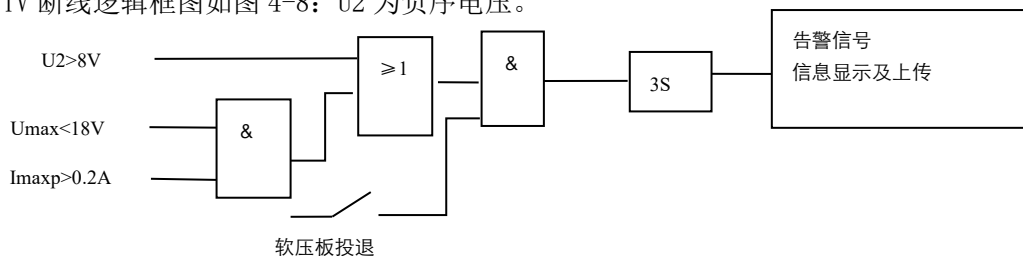 TV 断线逻辑框图如图 4-8：U2 为负序电压。
U2>8V
≥1
&
告警信号
信息显示及上传
3S
Umax<18V
&
Imaxp>0.2A
软压板投退